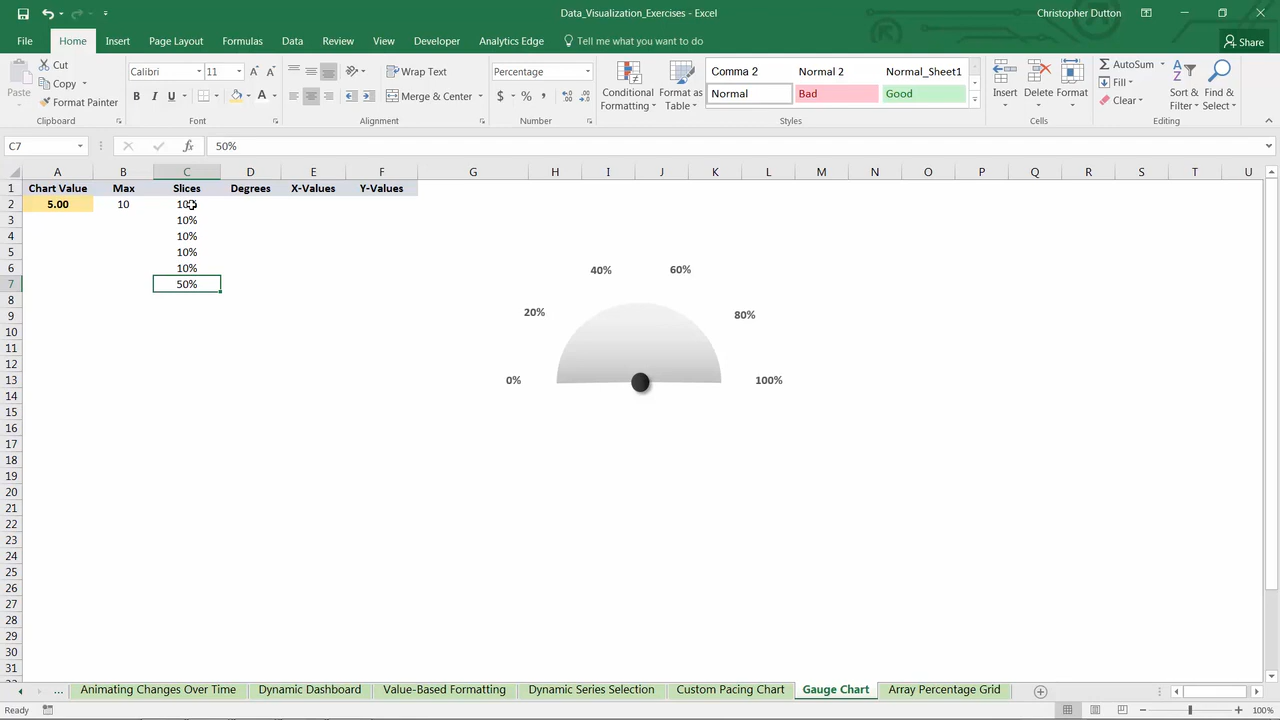 Data_Visualization_Exercises - Excel
Christopher Dutton
File Home Insert Page Layout Formulas Data Review View Developer Analytics Edge Tell me what you want to do Share
Paste
Cut
Copy
Format Painter
Clipboard
Calibri 11
B I U
Font
Wrap Text
Merge & Center
Alignment
Percentage
$ % ,
Number
Conditional
Formatting
Format as
Table
Comma 2 Normal 2 Normal_Sheet1
Normal Bad Good
Styles
Insert Delete Format
Cells
AutoSum
Fill
Clear
Sort &
Filter
Find &
Select
Editing
C7 fx 50%
A B C D E F G H I J K L M N O P Q R S T U
1 Chart Value Max Slices Degrees X-Values Y-Values
2 5.00 10 10%
3 10%
4 10%
5 10%
6 10%
7 50%
8
9
10
11
12
13
14
15
16
17
18
19
20
21
22
23
24
25
26
27
28
29
30
31
40% 60%
20% 80%
0% 100%
... Animating Changes Over Time Dynamic Dashboard Value-Based Formatting Dynamic Series Selection Custom Pacing Chart Gauge Chart Array Percentage Grid
Ready 100%